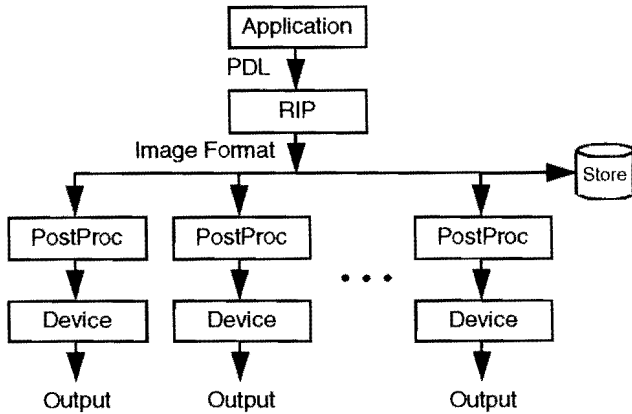 Application
PDL
RIP
Image Format
Store
PostProc PostProc PostProc
• • •
Device Device Device
Output Output Output